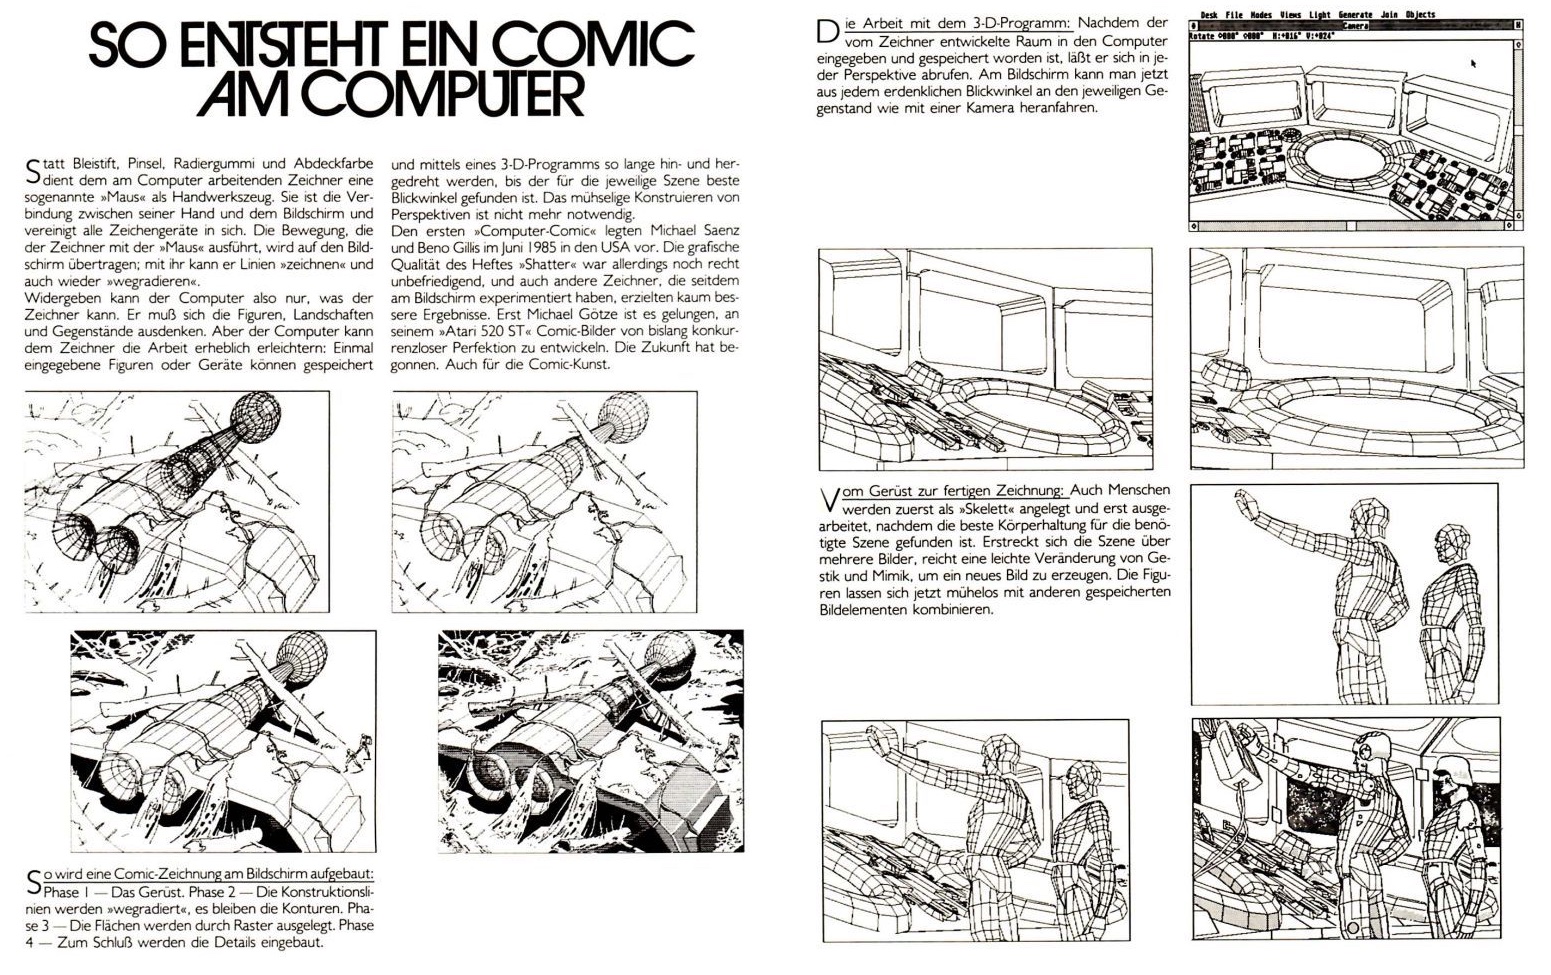 SO ENTSTEHT EIN COMIC
AM COMPUTER
Statt Bleistift, Pinsel, Radiergummi und Abdeckfarbe
dient dem am Computer arbeitenden Zeichner eine
sogenannte »Maus« als Handwerkszeug. Sie ist die Ver-
bindung zwischen seiner Hand und dem Bildschirm und
vereinigt alle Zeichengeräte in sich. Die Bewegung, die
der Zeichner mit der »Maus« ausführt, wird auf den Bild-
schirm übertragen; mit ihr kann er Linien »zeichnen« und
auch wieder »wegradieren«.
Widergeben kann der Computer also nur, was der
Zeichner kann. Er muß sich die Figuren, Landschaften
und Gegenstände ausdenken. Aber der Computer kann
dem Zeichner die Arbeit erheblich erleichtern: Einmal
eingegebene Figuren oder Geräte können gespeichert
und mittels eines 3-D-Programms so lange hin- und her-
gedreht werden, bis der für die jeweilige Szene beste
Blickwinkel gefunden ist. Das mühselige Konstruieren von
Perspektiven ist nicht mehr notwendig.
Den ersten »Computer-Comic« legten Michael Saenz
und Beno Gillis im Juni 1985 in den USA vor. Die grafische
Qualität des Heftes »Shatter« war allerdings noch recht
unbefriedigend, und auch andere Zeichner, die seitdem
am Bildschirm experimentiert haben, erzielten kaum bes-
sere Ergebnisse. Erst Michael Götze ist es gelungen, an
seinem »Atari 520 ST« Comic-Bilder von bislang konkur-
renzloser Perfektion zu entwickeln. Die Zukunft hat be-
gonnen. Auch für die Comic-Kunst.
So wird eine Comic-Zeichnung am Bildschirm aufgebaut:
Phase 1 — Das Gerüst. Phase 2 — Die Konstruktionsli-
nien werden »wegradiert«, es bleiben die Konturen. Pha-
se 3 — Die Flächen werden durch Raster ausgelegt. Phase
4 — Zum Schluß werden die Details eingebaut.
Die Arbeit mit dem 3-D-Programm: Nachdem der
vom Zeichner entwickelte Raum in den Computer
eingegeben und gespeichert worden ist, läßt er sich in je-
der Perspektive abrufen. Am Bildschirm kann man jetzt
aus jedem erdenklichen Blickwinkel an den jeweiligen Ge-
genstand wie mit einer Kamera heranfahren.
Desk File Modes Views Light Generate Join Objects
Camera
Rotate ◊000° ◊000° H:+016° V:+024°
Vom Gerüst zur fertigen Zeichnung: Auch Menschen
werden zuerst als »Skelett« angelegt und erst ausge-
arbeitet, nachdem die beste Körperhaltung für die benö-
tigte Szene gefunden ist. Erstreckt sich die Szene über
mehrere Bilder, reicht eine leichte Veränderung von Ge-
stik und Mimik, um ein neues Bild zu erzeugen. Die Figu-
ren lassen sich jetzt mühelos mit anderen gespeicherten
Bildelementen kombinieren.